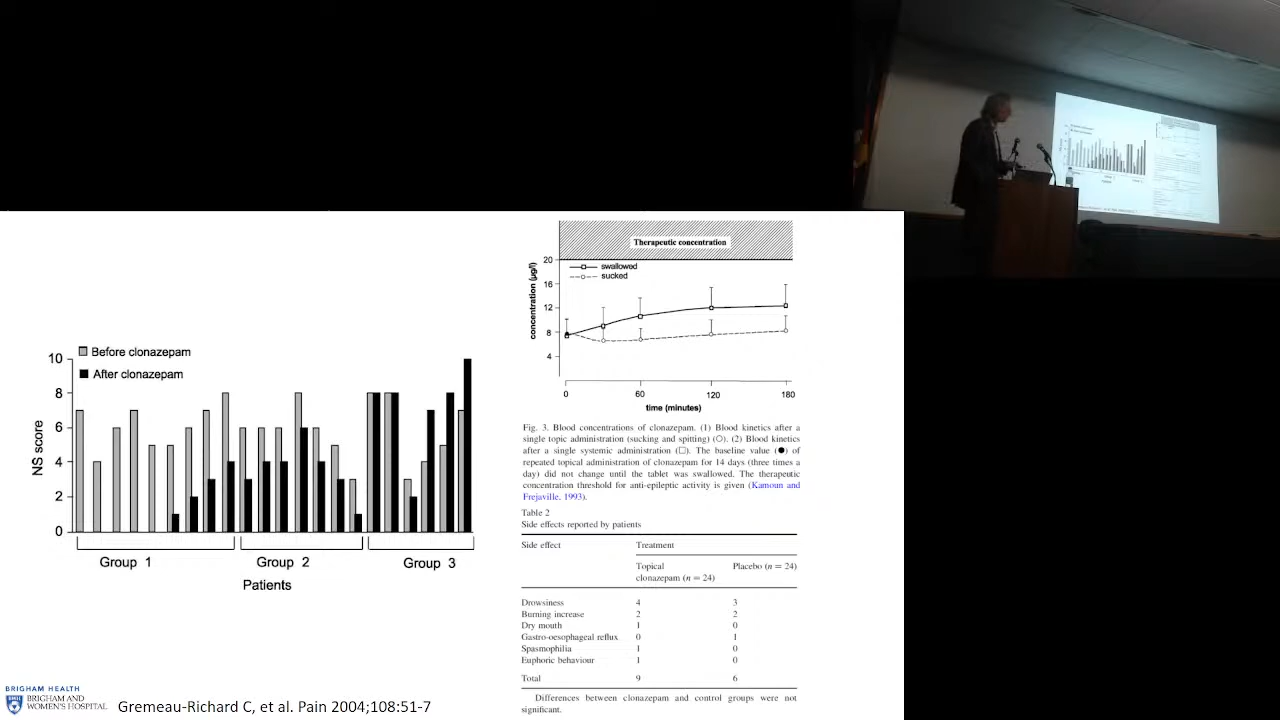 Before clonazepam
After clonazepam
10
8
6
4
2
0
NS score
Group 1
Group 2
Group 3
Patients
Therapeutic concentration
swallowed
sucked
20
16
12
8
4
concentration (µg/l)
0
60
120
180
time (minutes)
Fig. 3. Blood concentrations of clonazepam. (1) Blood kinetics after a
single topic administration (sucking and spitting) (○). (2) Blood kinetics
after a single systemic administration (□). The baseline value (●) of
repeated topical administration of clonazepam for 14 days (three times a
day) did not change until the tablet was swallowed. The therapeutic
concentration threshold for anti-epileptic activity is given (Kamoun and
Frejaville, 1993).
Table 2
Side effects reported by patients
Side effect Treatment
Topical Placebo (n = 24)
clonazepam (n = 24)
Drowsiness 4 3
Burning increase 2 2
Dry mouth 1 0
Gastro-oesophageal reflux 0 1
Spasmophilia 1 0
Euphoric behaviour 1 0
Total 9 6
Differences between clonazepam and control groups were not
significant.
BRIGHAM HEALTH
BRIGHAM AND
WOMEN'S HOSPITAL
Gremeau-Richard C, et al. Pain 2004;108:51-7